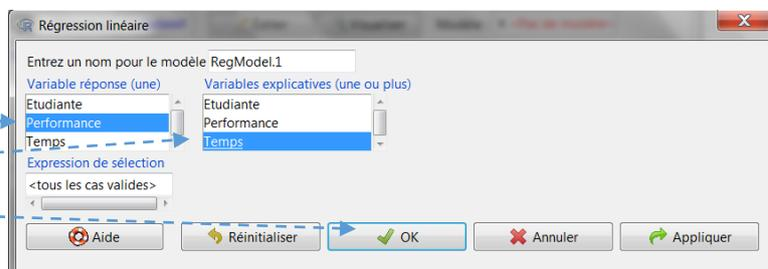 Régression linéaire
Entrez un nom pour le modèle RegModel.1
Variable réponse (une) Variables explicatives (une ou plus)
Etudiante Etudiante
Performance Performance
Temps Temps
Expression de sélection
<tous les cas valides>
Aide Réinitialiser OK Annuler Appliquer